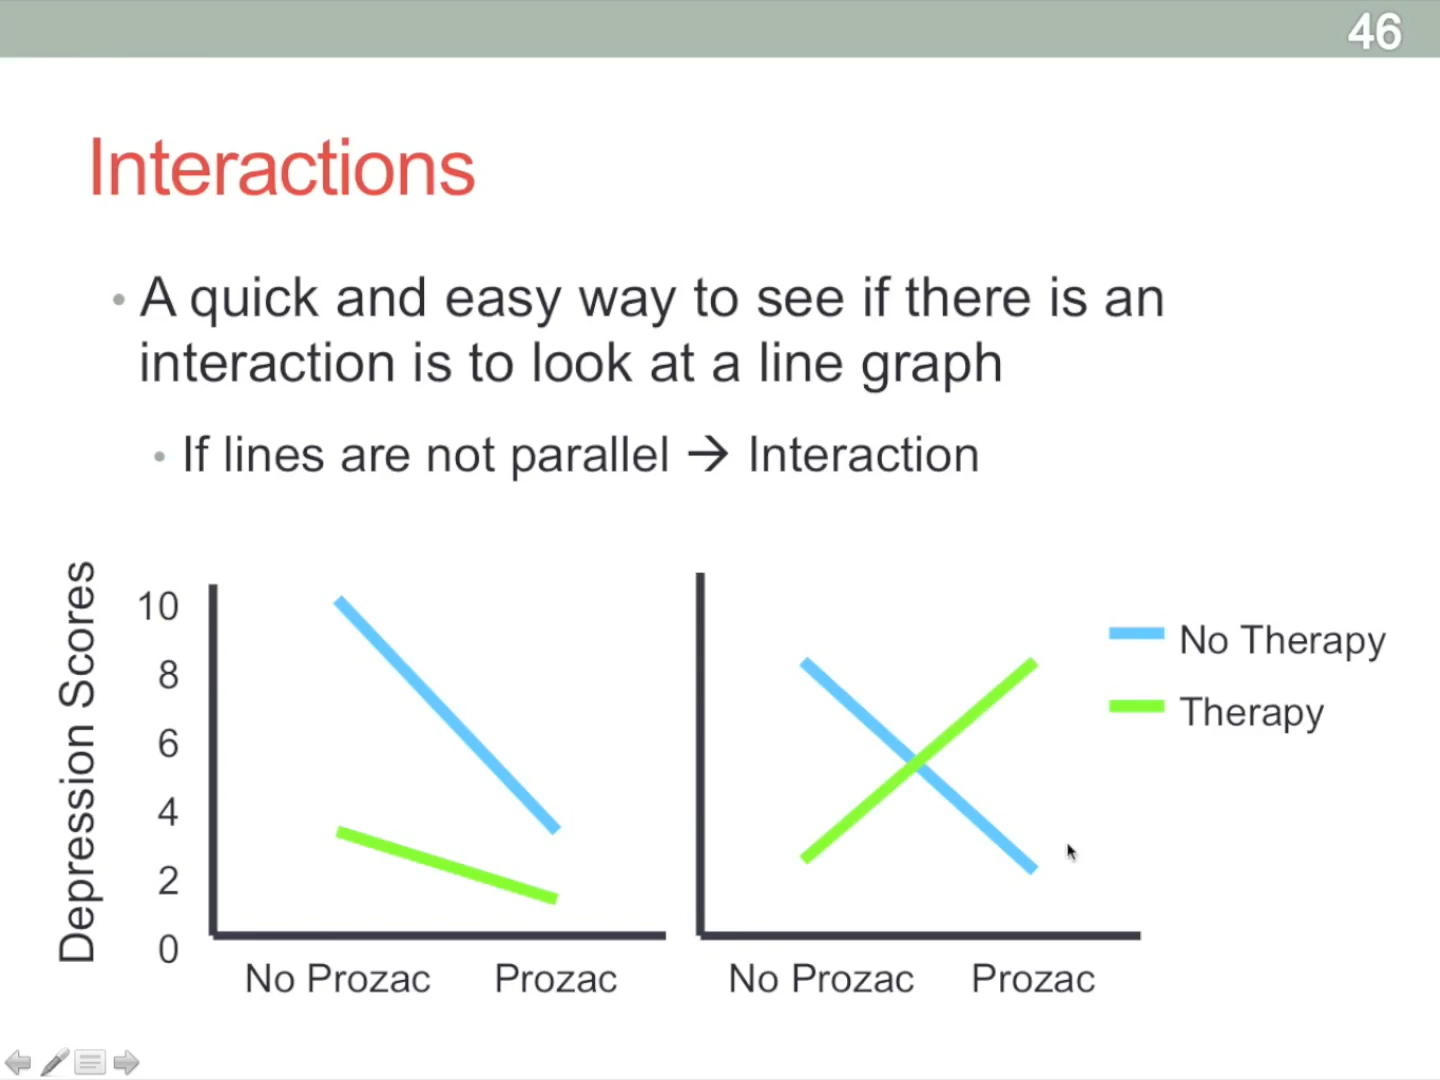 46
Interactions
• A quick and easy way to see if there is an
interaction is to look at a line graph
• If lines are not parallel → Interaction
Depression Scores
10
8
6
4
2
0
No Prozac Prozac
No Prozac Prozac
No Therapy
Therapy